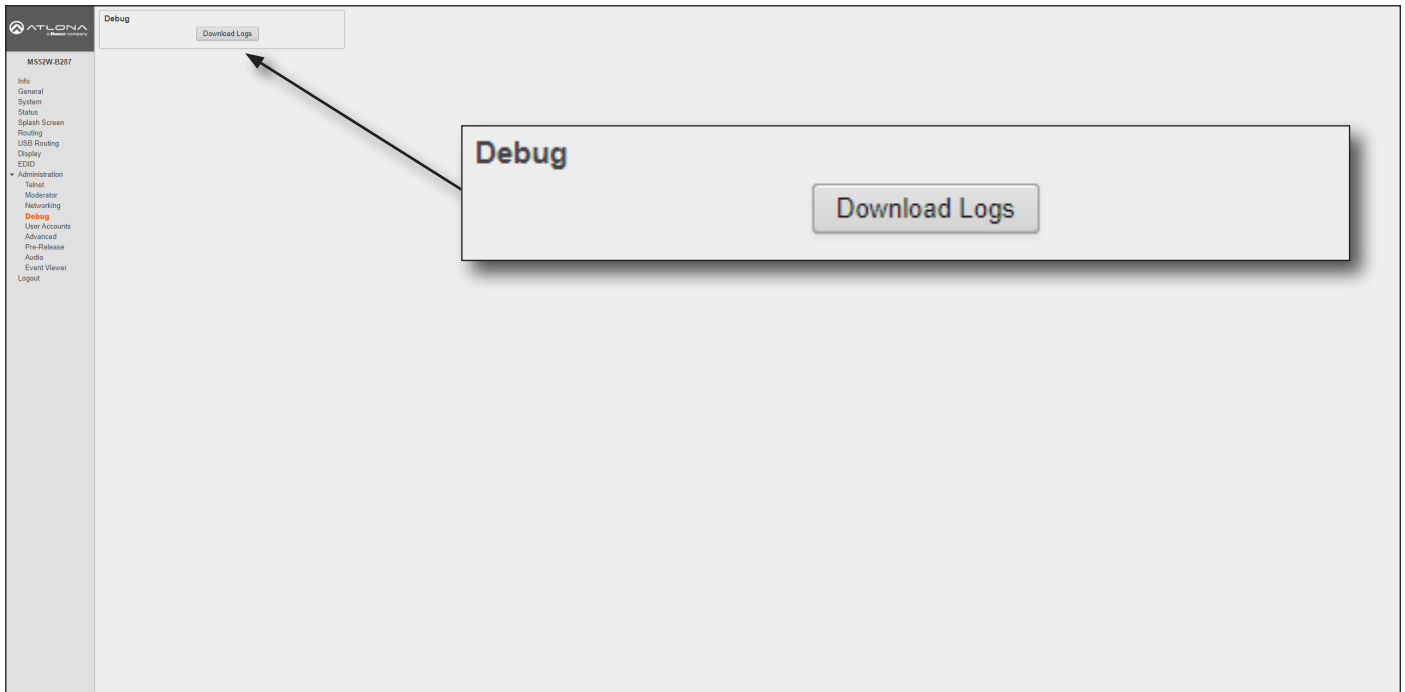 ATLONA
a Panduit company
MS52W-B287
Info
General
System
Status
Splash Screen
Routing
USB Routing
Display
EDID
Administration
Telnet
Moderator
Networking
Debug
User Accounts
Advanced
Pre-Release
Audio
Event Viewer
Logout
Debug
Download Logs
Debug
Download Logs